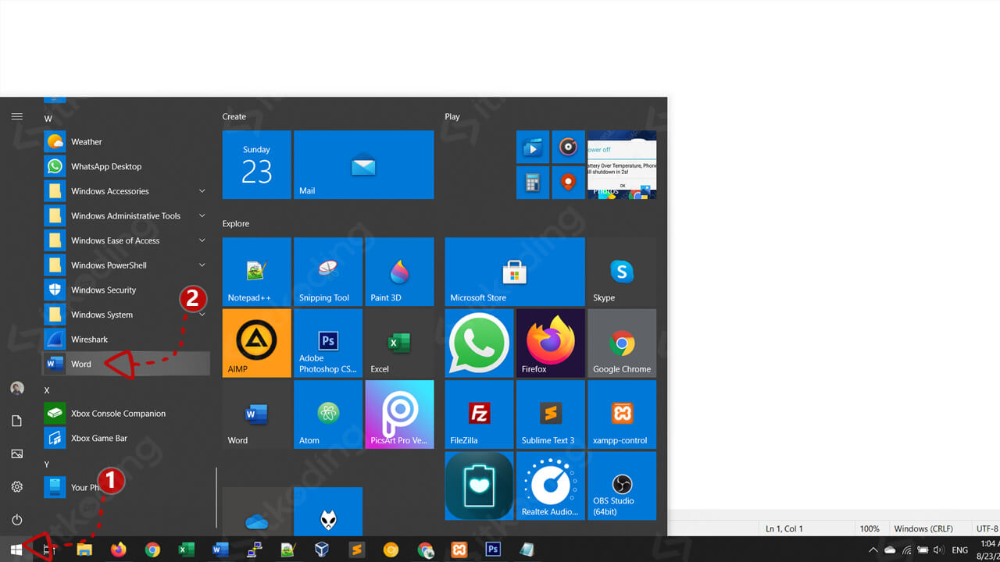 W
Weather
WhatsApp Desktop
Windows Accessories
Windows Administrative Tools
Windows Ease of Access
Windows PowerShell
Windows Security
Windows System
Wireshark
Word
X
Xbox Console Companion
Xbox Game Bar
Y
Your Ph
2
1
Create
Sunday
23
Mail
Explore
Notepad++
Snipping Tool
Paint 3D
AIMP
Ps
Adobe
Photoshop CS...
Excel
Word
Atom
PicsArt Pro Ve...
Play
ower off
attery Over Temperature, Phone
ill shutdown in 2s!
OK
Photos
Microsoft Store
Skype
Firefox
Google Chrome
Fz
FileZilla
Sublime Text 3
xampp-control
Realtek Audio...
OBS Studio
(64bit)
itkoding
Ln 1, Col 1
100%
Windows (CRLF)
UTF-8
Ps
ENG
1:04
8/23/2